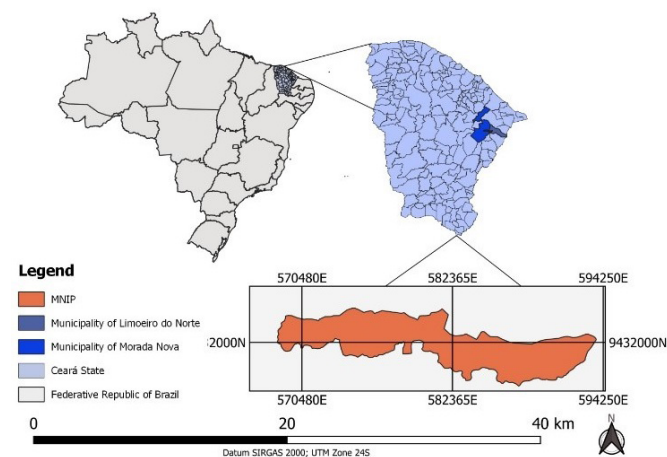 Legend
MNIP
Municipality of Limoeiro do Norte
Municipality of Morada Nova
Ceará State
Federative Republic of Brazil
570480E 582365E 594250E
:2000N 9432000N
570480E 582365E 594250E
0 20 40 km
Datum SIRGAS 2000; UTM Zone 24S
N